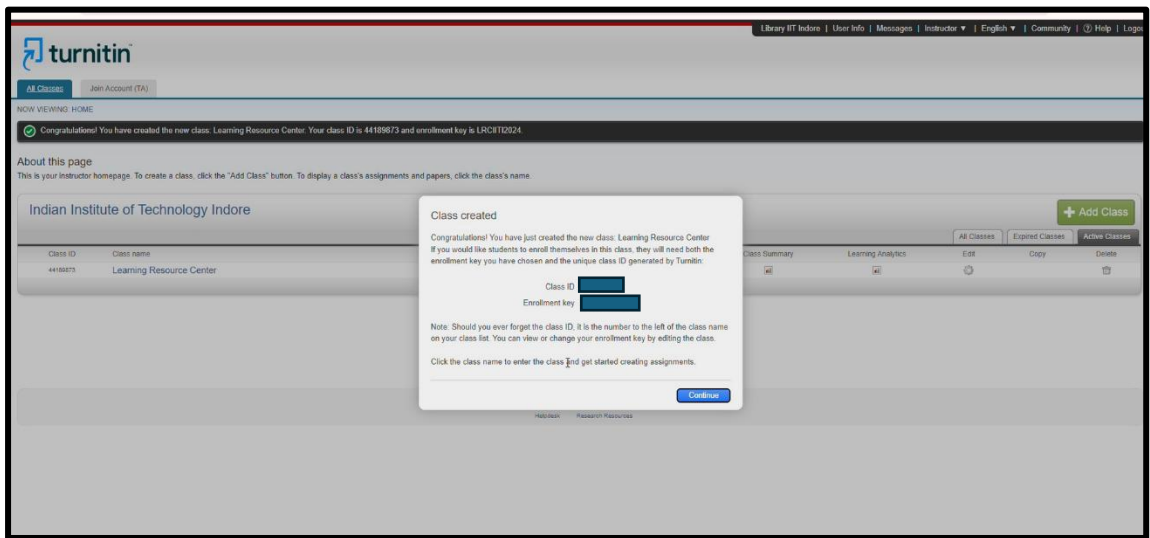 Library IIT Indore | User Info | Messages | Instructor ▼ | English ▼ | Community | ? Help | Logou
turnitin
All Classes Join Account (TA)
NOW VIEWING: HOME
Congratulations! You have created the new class: Learning Resource Center. Your class ID is 44189873 and enrollment key is LRCIITI2024.
About this page
This is your instructor homepage. To create a class, click the "Add Class" button. To display a class's assignments and papers, click the class's name.
Indian Institute of Technology Indore
+ Add Class
All Classes Expired Classes Active Classes
Class ID Class name Class Summary Learning Analytics Edit Copy Delete
44189873 Learning Resource Center
Class created
Congratulations! You have just created the new class: Learning Resource Center
If you would like students to enroll themselves in this class, they will need both the
enrollment key you have chosen and the unique class ID generated by Turnitin:
Class ID
Enrollment key
Note: Should you ever forget the class ID, it is the number to the left of the class name
on your class list. You can view or change your enrollment key by editing the class.
Click the class name to enter the class and get started creating assignments.
Continue
Helpdesk Research Resources